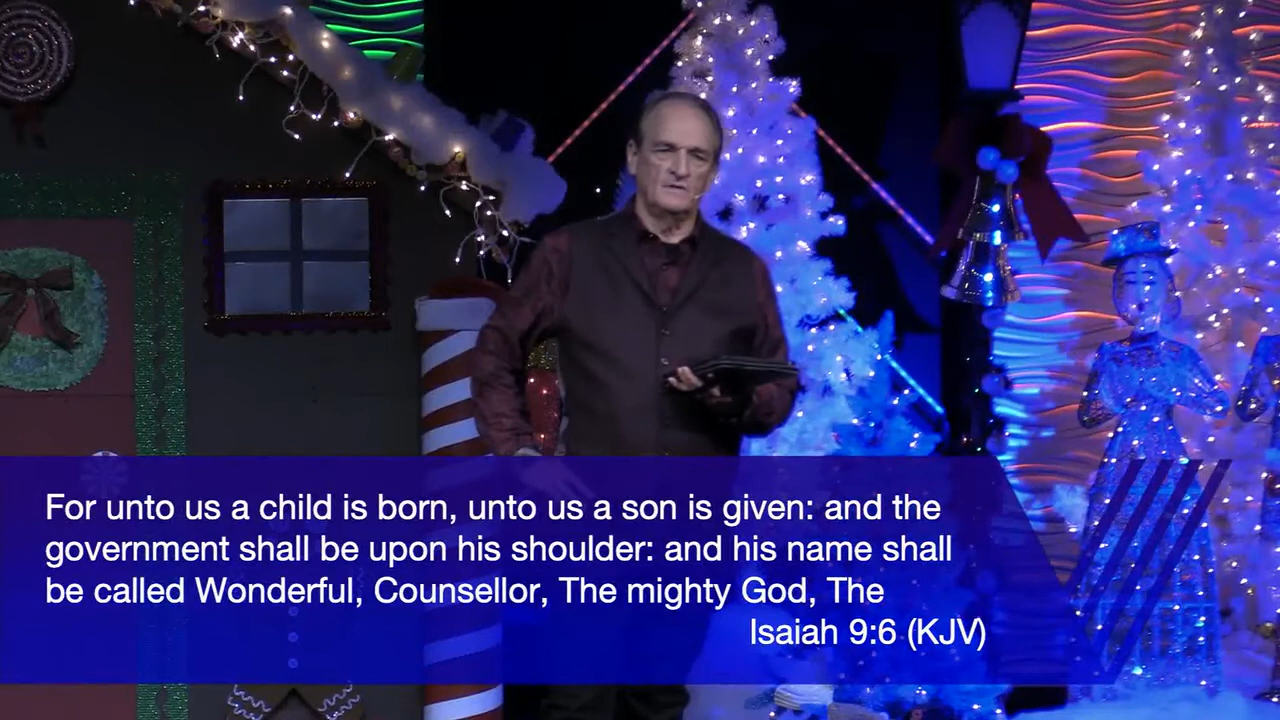 For unto us a child is born, unto us a son is given: and the
government shall be upon his shoulder: and his name shall
be called Wonderful, Counsellor, The mighty God, The
Isaiah 9:6 (KJV)